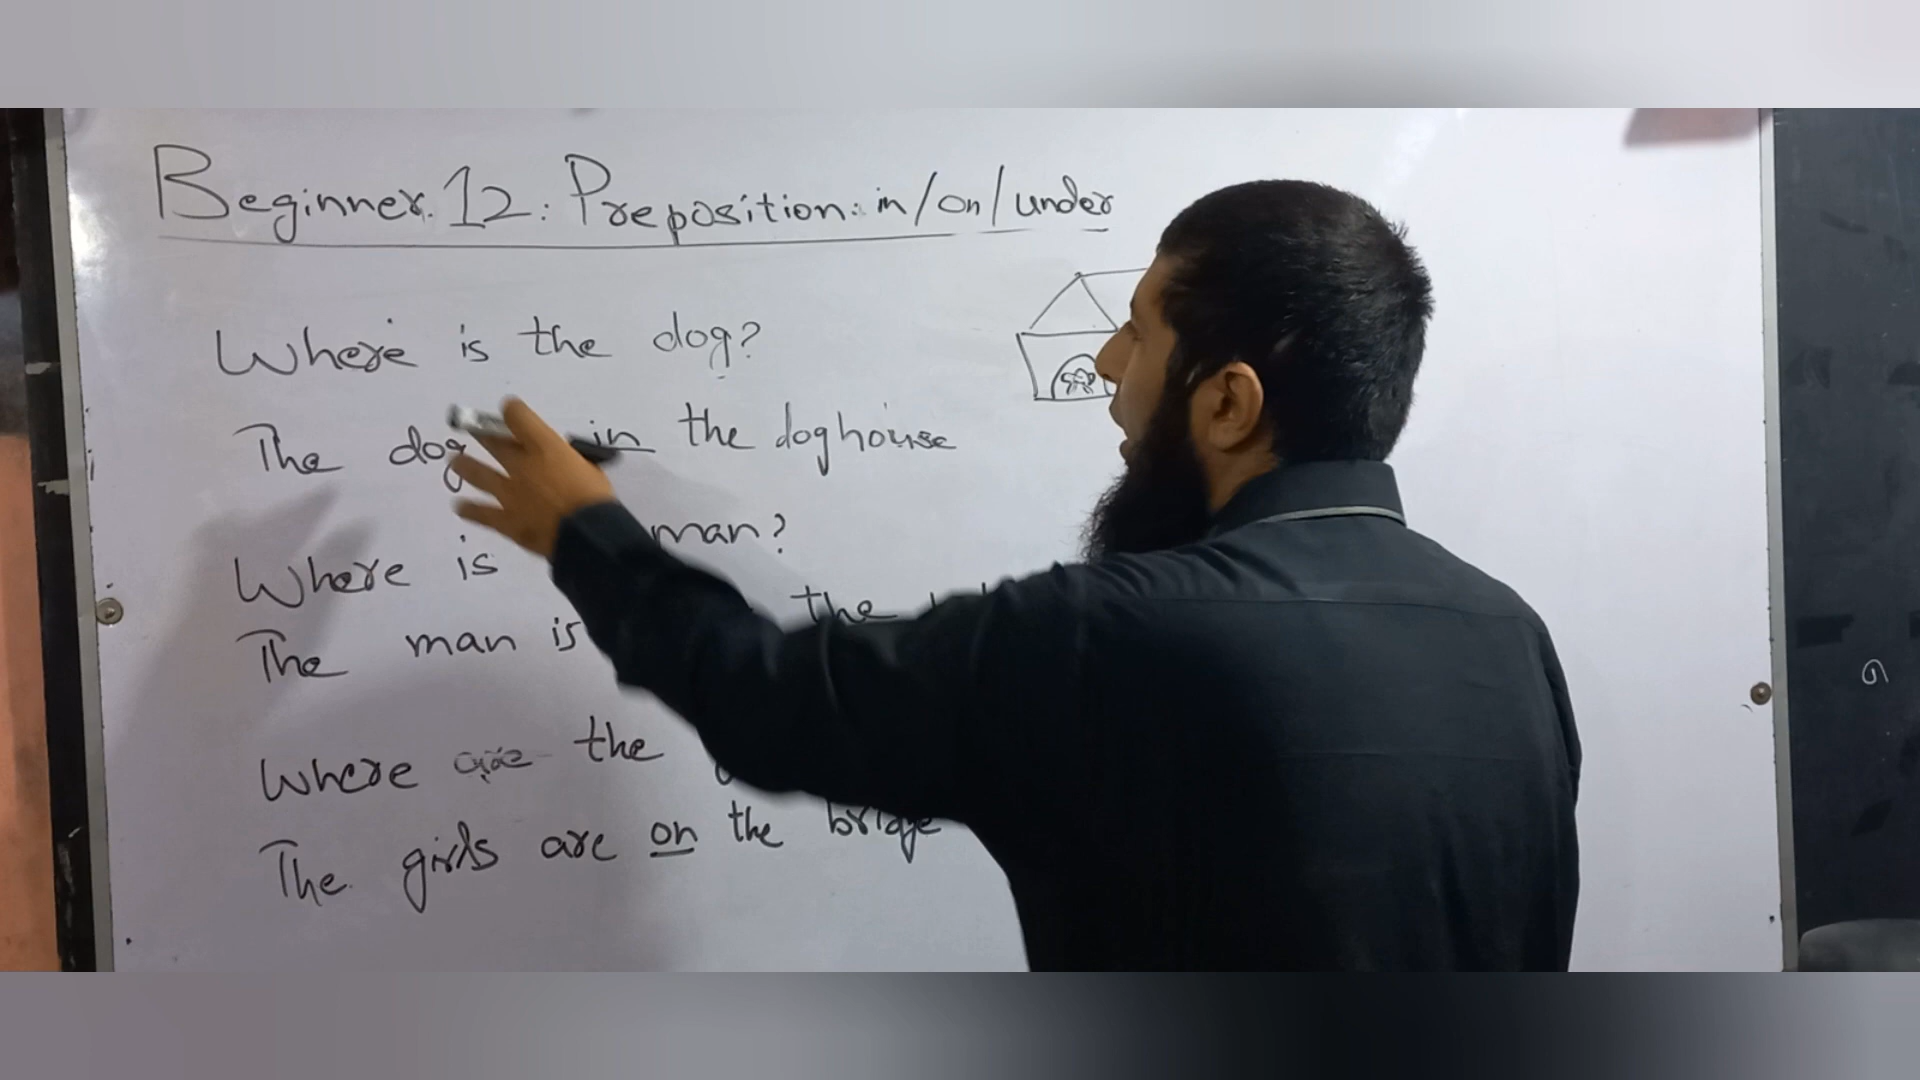 Beginner. 12: Preposition: in/on/under
Where is the dog?
The dog in the doghouse
Where is man?
The man is the
Where are the
The girls are on the bridge